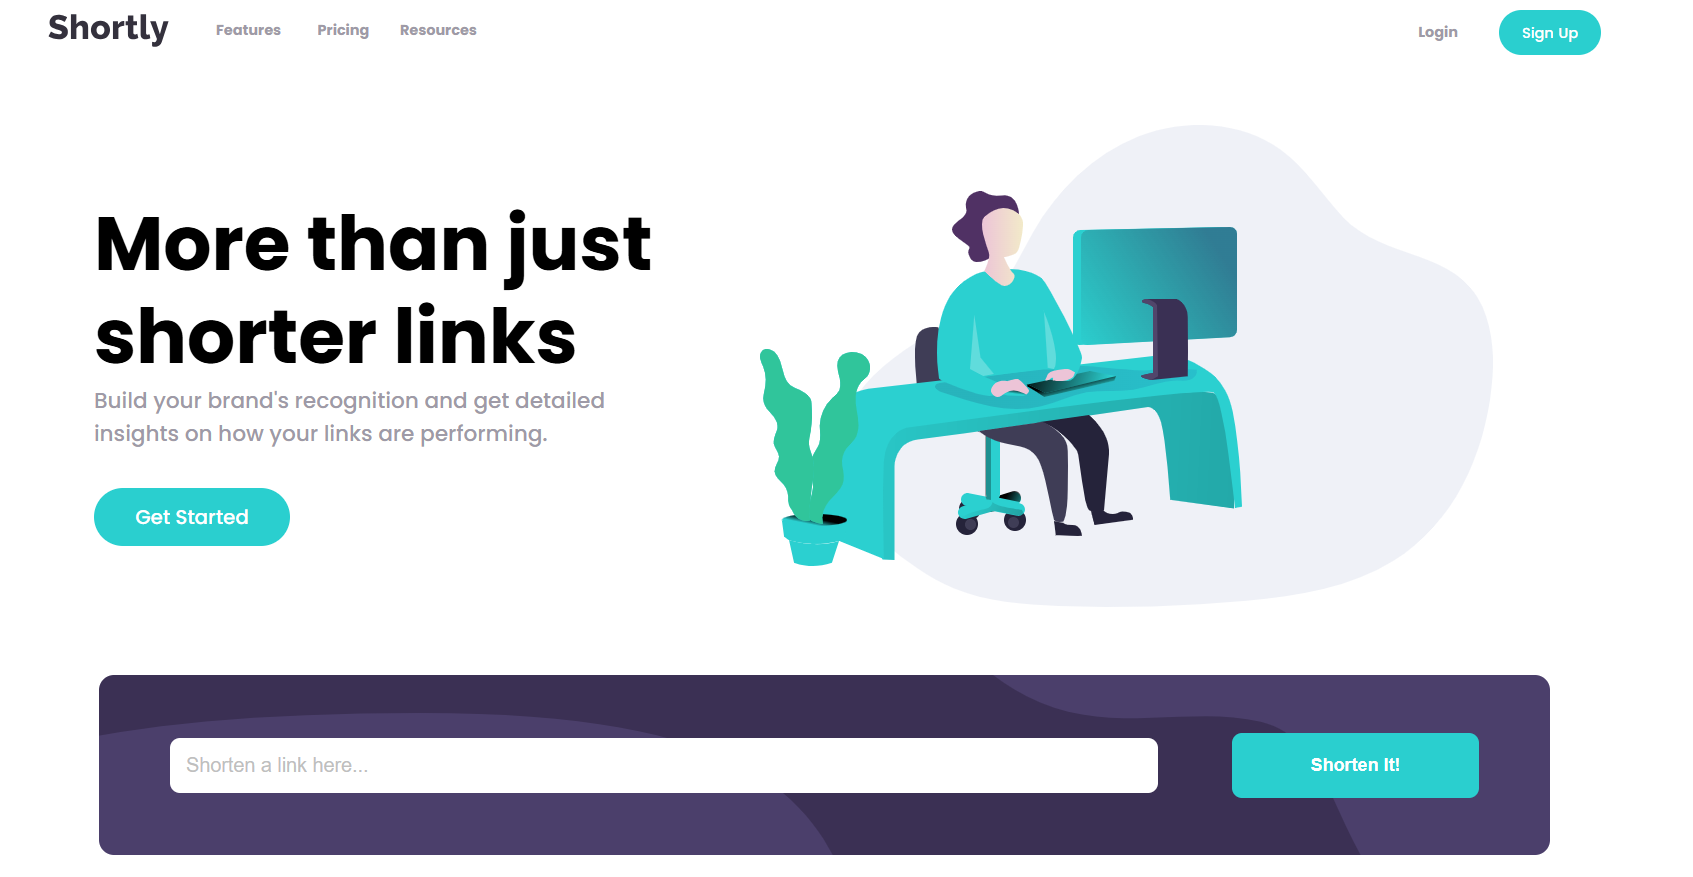 Shortly
Features
Pricing
Resources
Login
Sign Up
More than just
shorter links
Build your brand's recognition and get detailed
insights on how your links are performing.
Get Started
Shorten a link here...
Shorten It!